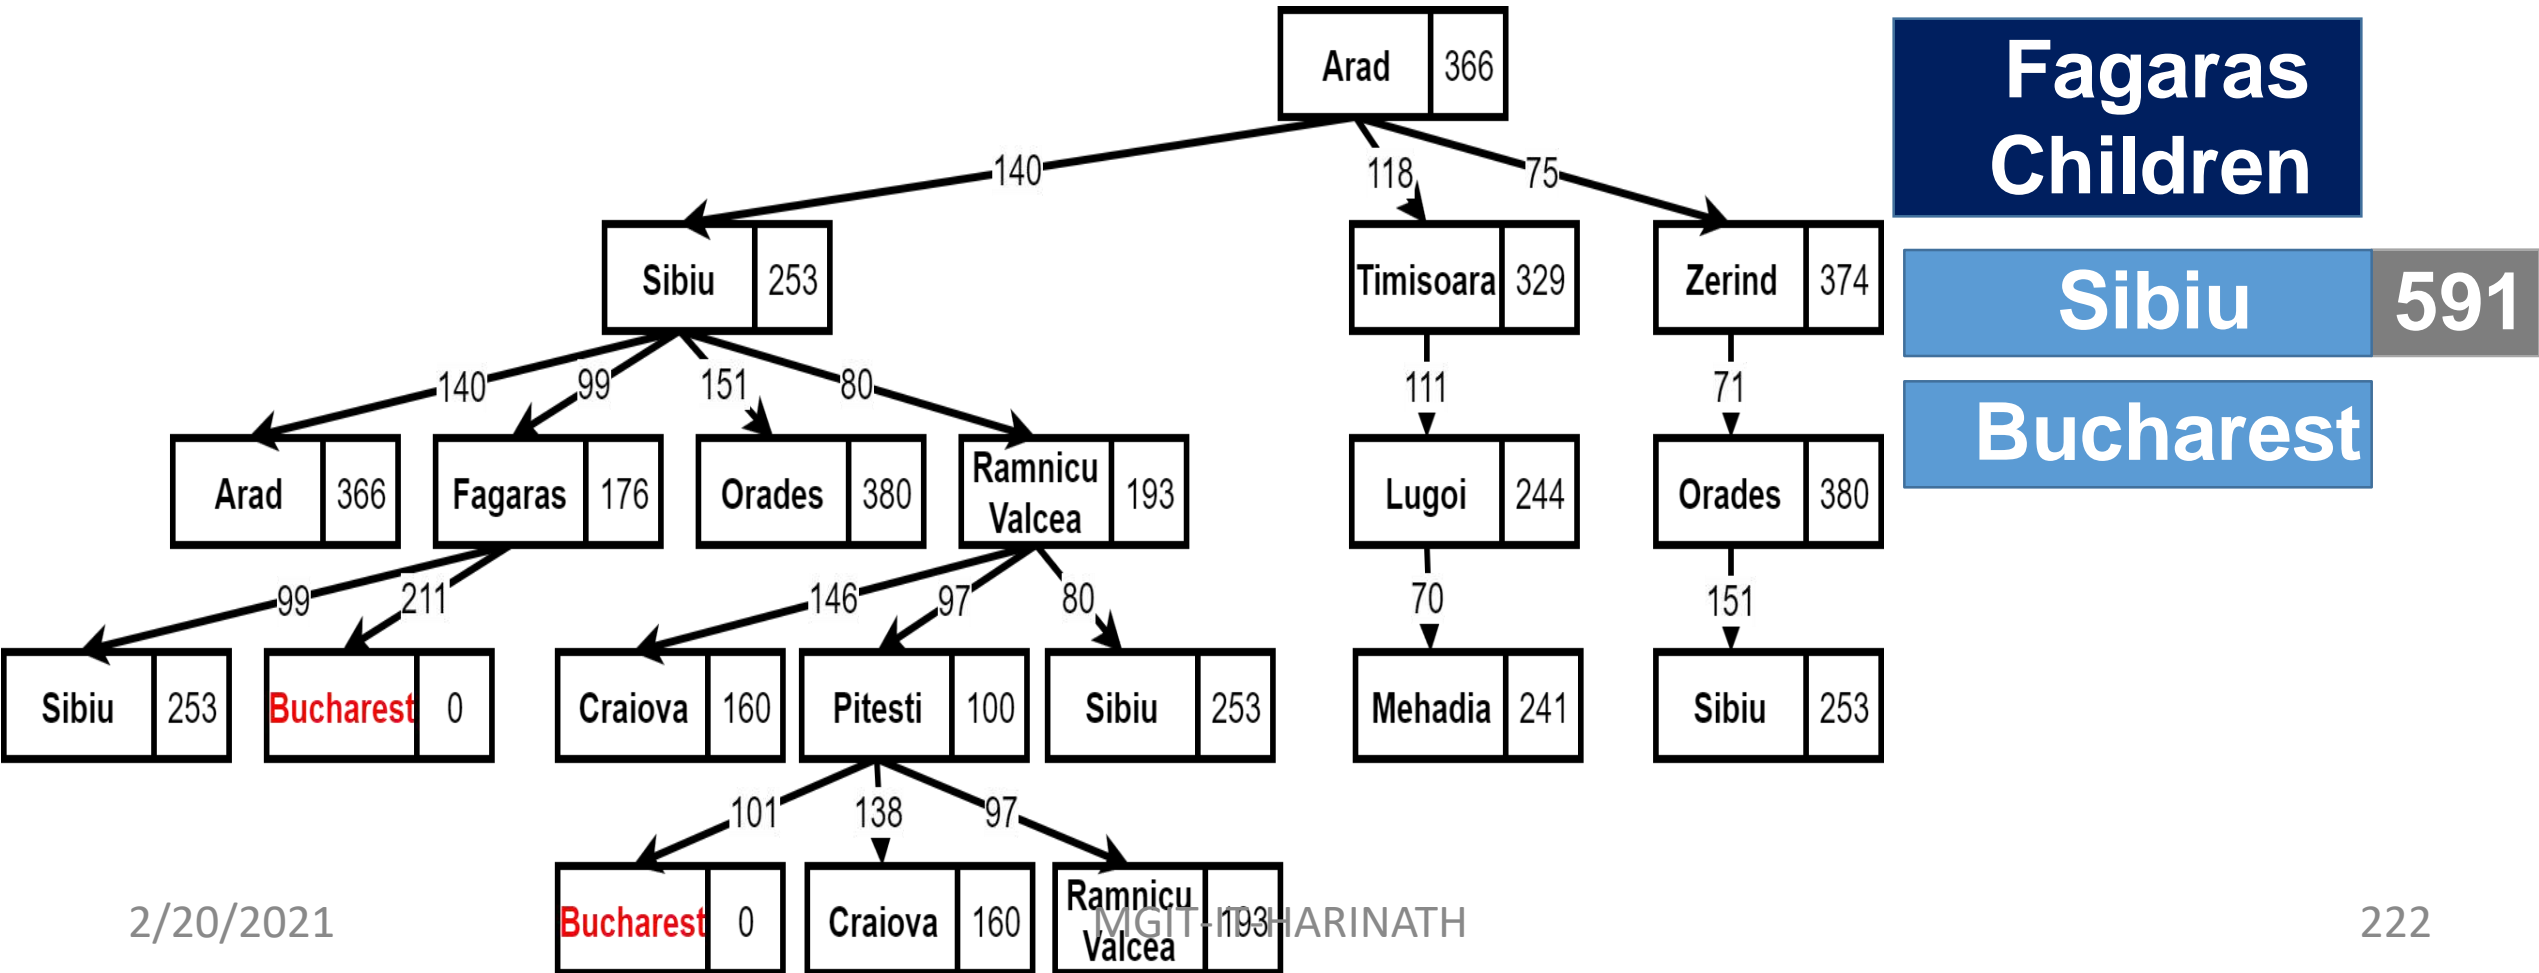 Arad 366
Fagaras
Children
140
118
75
Sibiu 253
Timisoara 329
Zerind 374
Sibiu 591
140
99
151
80
111
71
Bucharest
Arad 366
Fagaras 176
Orades 380
Ramnicu
Valcea
193
Lugoi 244
Orades 380
99
211
146
97
80
70
151
Sibiu 253
Bucharest 0
Craiova 160
Pitesti 100
Sibiu 253
Mehadia 241
Sibiu 253
101
138
97
Bucharest 0
Craiova 160
Ramnicu
Valcea
193
2/20/2021
MGIT-IT-HARINATH
222